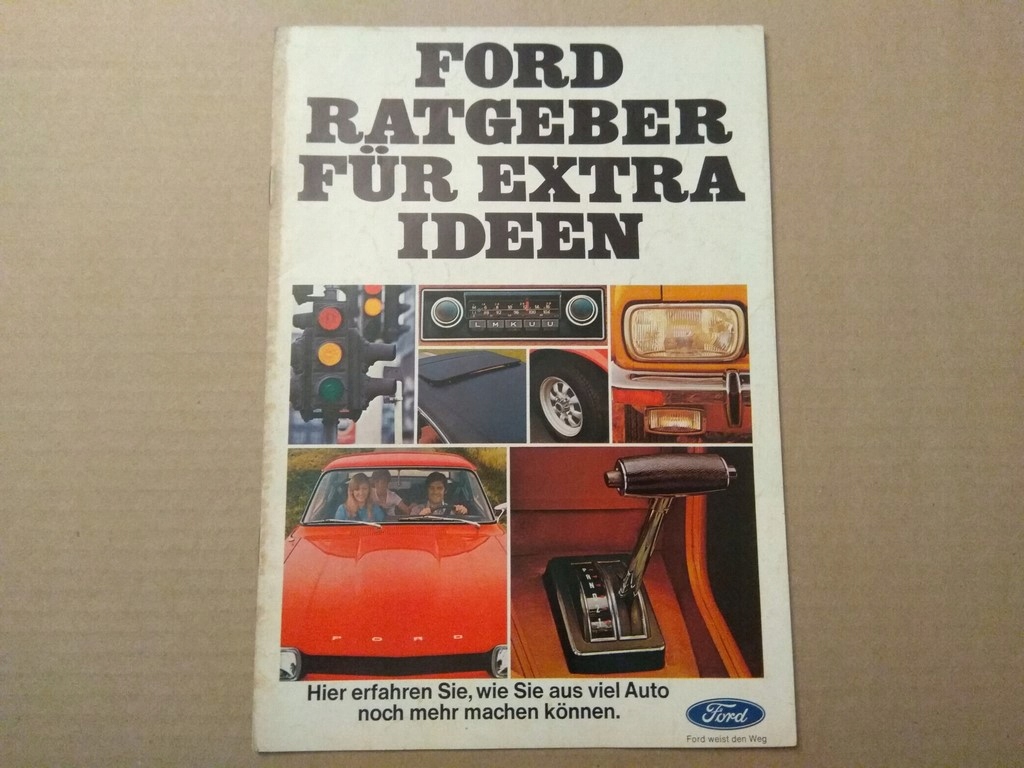 FORD
RATGEBER
FÜR EXTRA
IDEEN
L M K U U
FORD
Hier erfahren Sie, wie Sie aus viel Auto
noch mehr machen können.
Ford
Ford weist den Weg